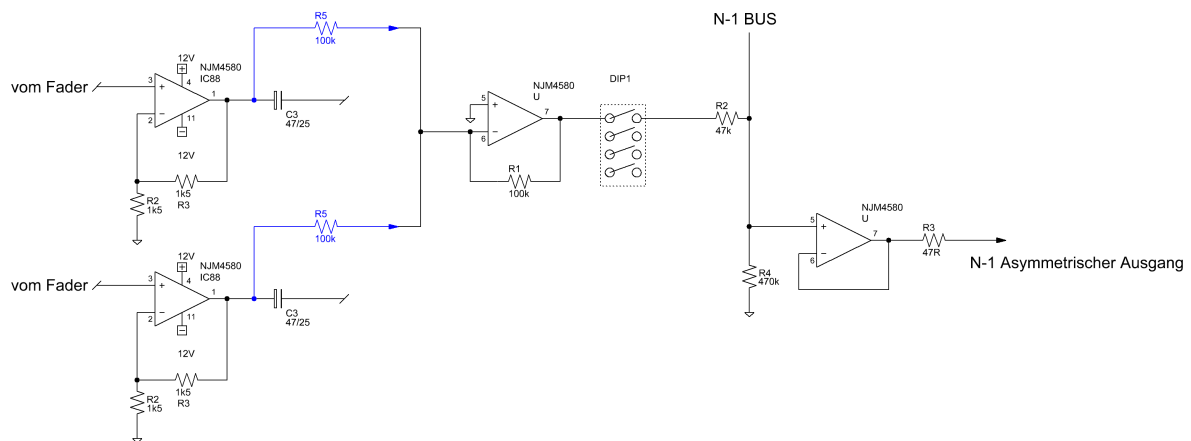 R5
100k
12V
+
4
NJM4580
IC88
vom Fader
3
+
1
−
2
11
−
C3
47/25
12V
1k5
R3
R2
1k5
R5
100k
12V
+
4
NJM4580
IC88
vom Fader
3
+
1
−
2
11
−
C3
47/25
12V
1k5
R3
R2
1k5
NJM4580
U
5
+
7
−
6
R1
100k
DIP1
N-1 BUS
R2
47k
NJM4580
U
5
+
7
−
6
R4
470k
R3
47R
N-1 Asymmetrischer Ausgang